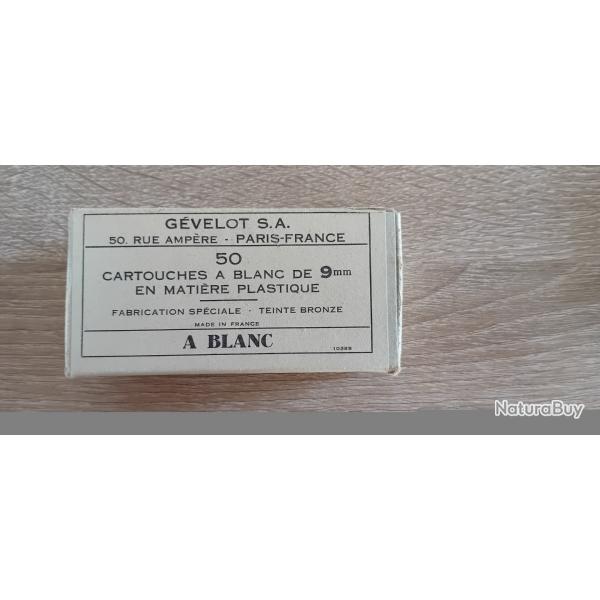 GÉVELOT S.A.
50. RUE AMPÈRE - PARIS-FRANCE
50
CARTOUCHES A BLANC DE 9mm
EN MATIÈRE PLASTIQUE
FABRICATION SPÉCIALE - TEINTE BRONZE
MADE IN FRANCE
A BLANC
10389
NaturaBuy